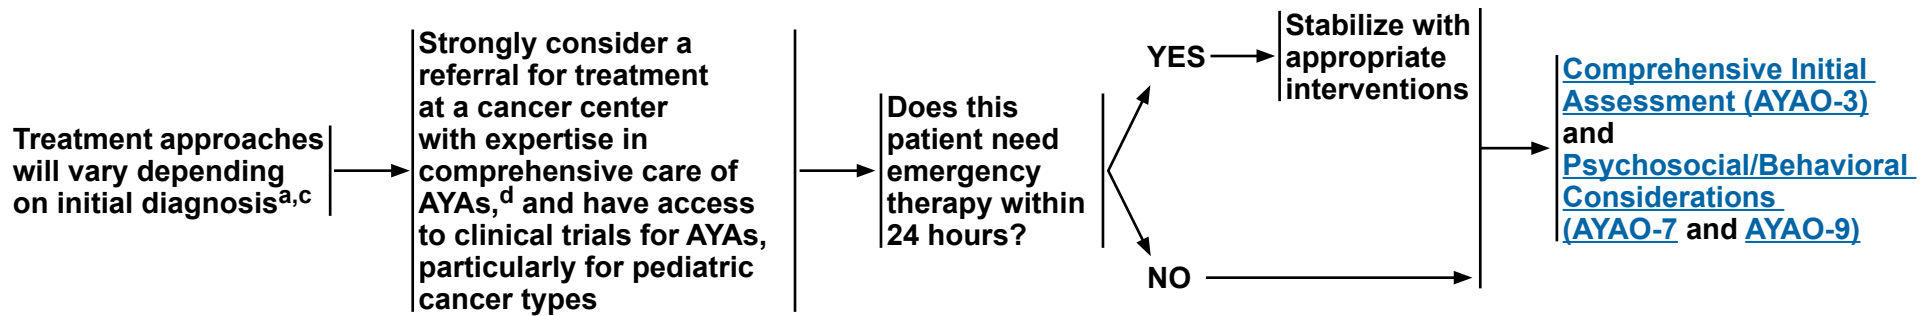 Treatment approaches
will vary depending
on initial diagnosisa,c
Strongly consider a
referral for treatment
at a cancer center
with expertise in
comprehensive care of
AYAs,d and have access
to clinical trials for AYAs,
particularly for pediatric
cancer types
Does this
patient need
emergency
therapy within
24 hours?
YES
Stabilize with
appropriate
interventions
NO
Comprehensive Initial
Assessment (AYAO-3)
and
Psychosocial/Behavioral
Considerations
(AYAO-7 and AYAO-9)